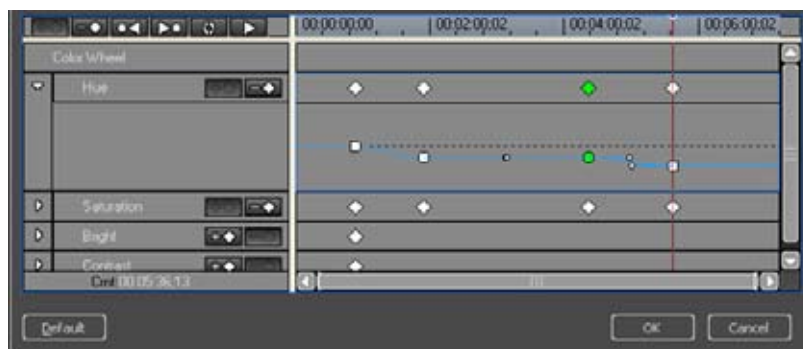 00:00:00;00 00:02:00;02 00:04:00;02 00:06:00;02
Color Wheel
Hue
Saturation
Bright
Contrast
Cmt 00:05:36;13
Default OK Cancel